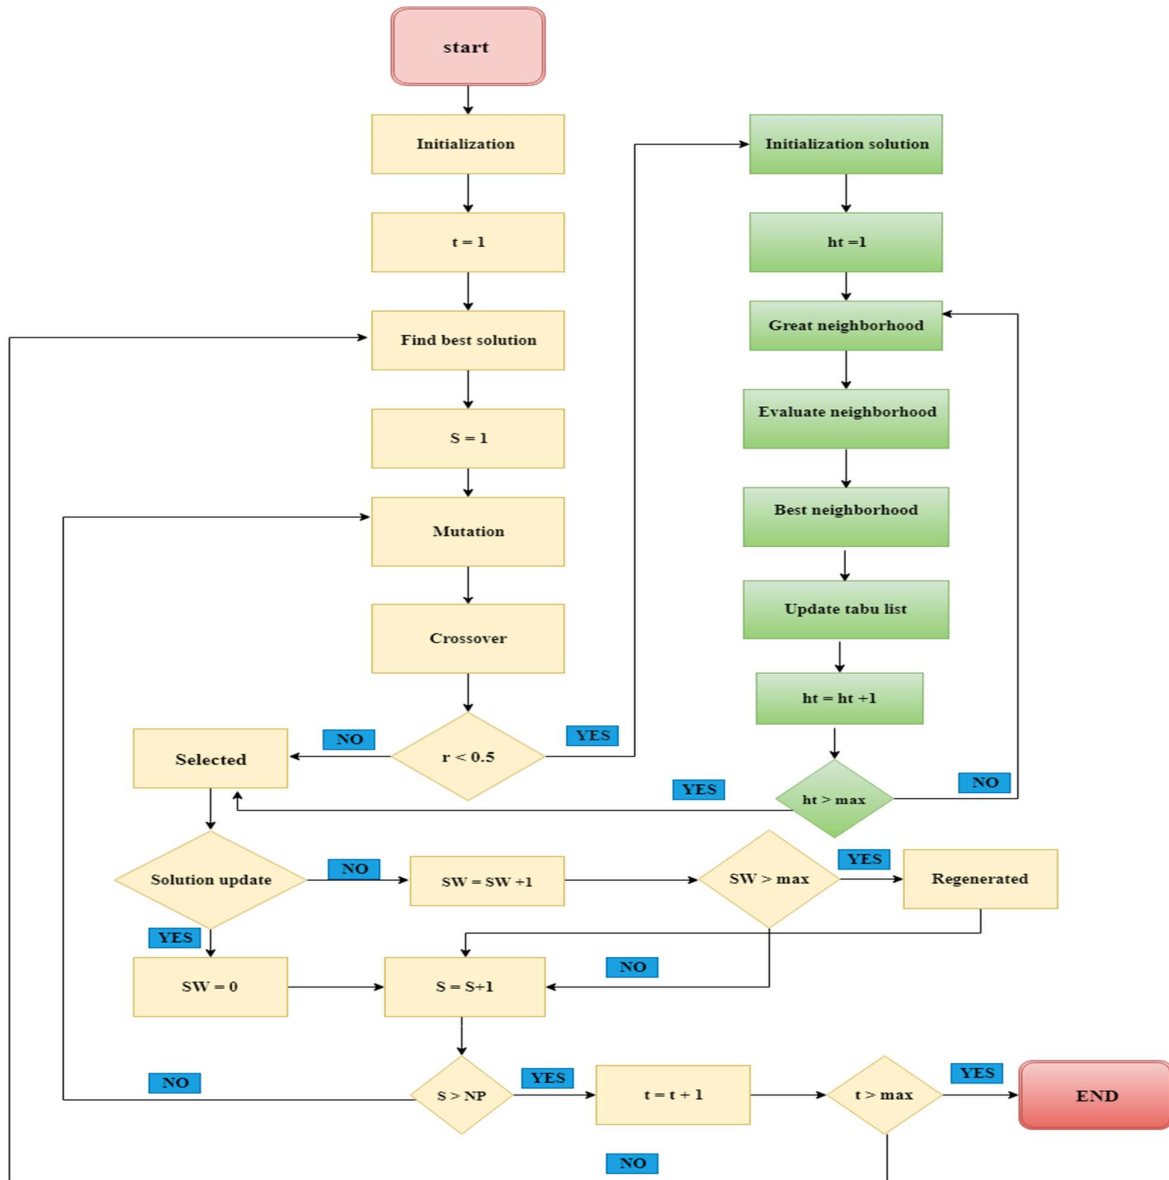 start
Initialization
t = 1
Find best solution
S = 1
Mutation
Crossover
r < 0.5
NO
YES
Initialization solution
ht =1
Great neighborhood
Evaluate neighborhood
Best neighborhood
Update tabu list
ht = ht +1
ht > max
NO
YES
Selected
Solution update
NO
SW = SW +1
SW > max
YES
Regenerated
YES
SW = 0
S = S+1
NO
S > NP
NO
YES
t = t + 1
t > max
YES
END
NO